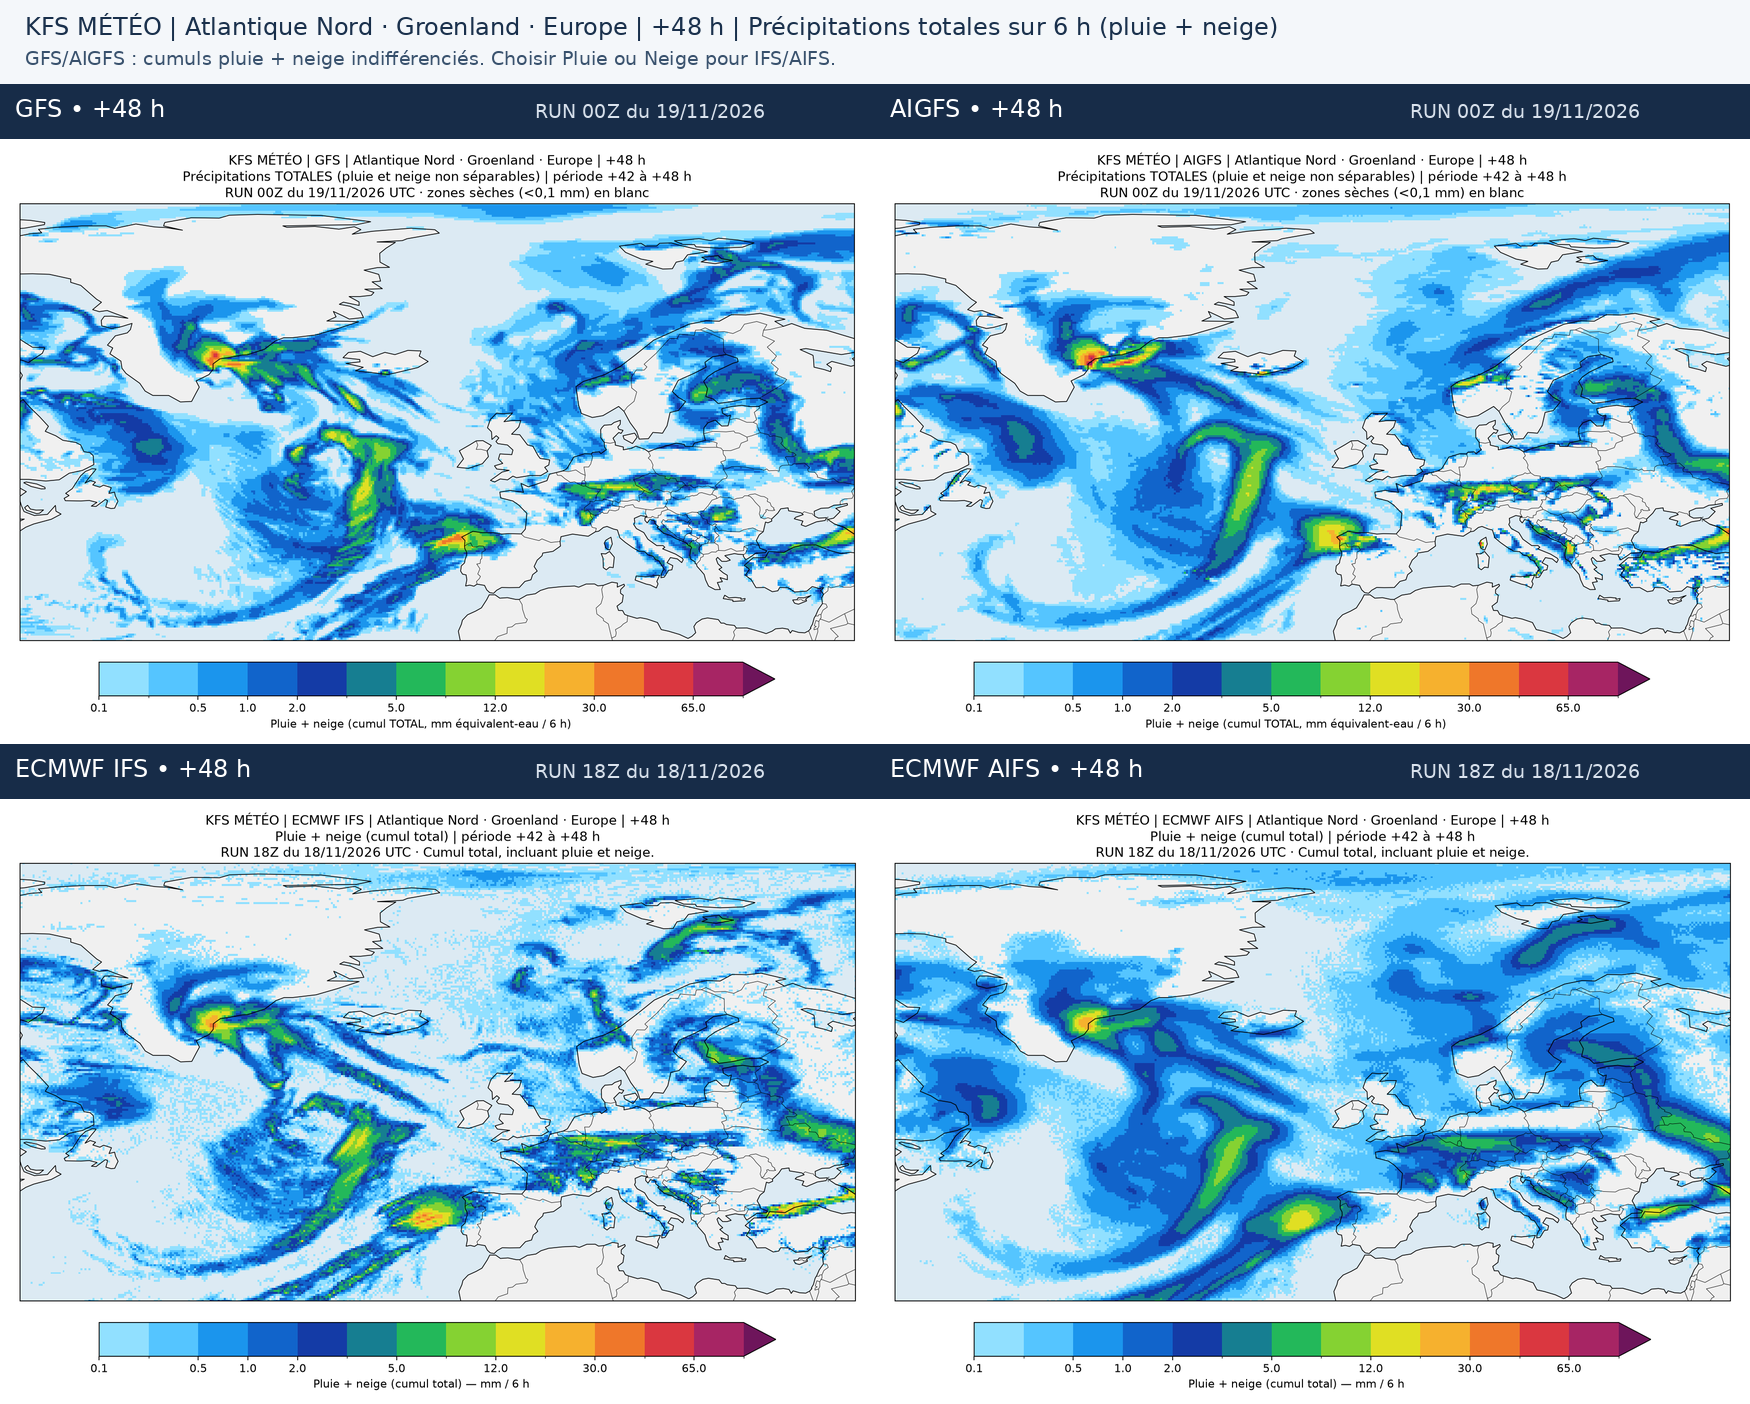 KFS MÉTÉO | Atlantique Nord · Groenland · Europe | +48 h | Précipitations totales sur 6 h (pluie + neige)
GFS/AIGFS : cumuls pluie + neige indifférenciés. Choisir Pluie ou Neige pour IFS/AIFS.
GFS • +48 h
RUN 00Z du 19/11/2026
AIGFS • +48 h
RUN 00Z du 19/11/2026
KFS MÉTÉO | GFS | Atlantique Nord · Groenland · Europe | +48 h
Précipitations TOTALES (pluie et neige non séparables) | période +42 à +48 h
RUN 00Z du 19/11/2026 UTC · zones sèches (<0,1 mm) en blanc
KFS MÉTÉO | AIGFS | Atlantique Nord · Groenland · Europe | +48 h
Précipitations TOTALES (pluie et neige non séparables) | période +42 à +48 h
RUN 00Z du 19/11/2026 UTC · zones sèches (<0,1 mm) en blanc
0.1 0.5 1.0 2.0 5.0 12.0 30.0 65.0
Pluie + neige (cumul TOTAL, mm équivalent-eau / 6 h)
0.1 0.5 1.0 2.0 5.0 12.0 30.0 65.0
Pluie + neige (cumul TOTAL, mm équivalent-eau / 6 h)
ECMWF IFS • +48 h
RUN 18Z du 18/11/2026
ECMWF AIFS • +48 h
RUN 18Z du 18/11/2026
KFS MÉTÉO | ECMWF IFS | Atlantique Nord · Groenland · Europe | +48 h
Pluie + neige (cumul total) | période +42 à +48 h
RUN 18Z du 18/11/2026 UTC · Cumul total, incluant pluie et neige.
KFS MÉTÉO | ECMWF AIFS | Atlantique Nord · Groenland · Europe | +48 h
Pluie + neige (cumul total) | période +42 à +48 h
RUN 18Z du 18/11/2026 UTC · Cumul total, incluant pluie et neige.
0.1 0.5 1.0 2.0 5.0 12.0 30.0 65.0
Pluie + neige (cumul total) — mm / 6 h
0.1 0.5 1.0 2.0 5.0 12.0 30.0 65.0
Pluie + neige (cumul total) — mm / 6 h